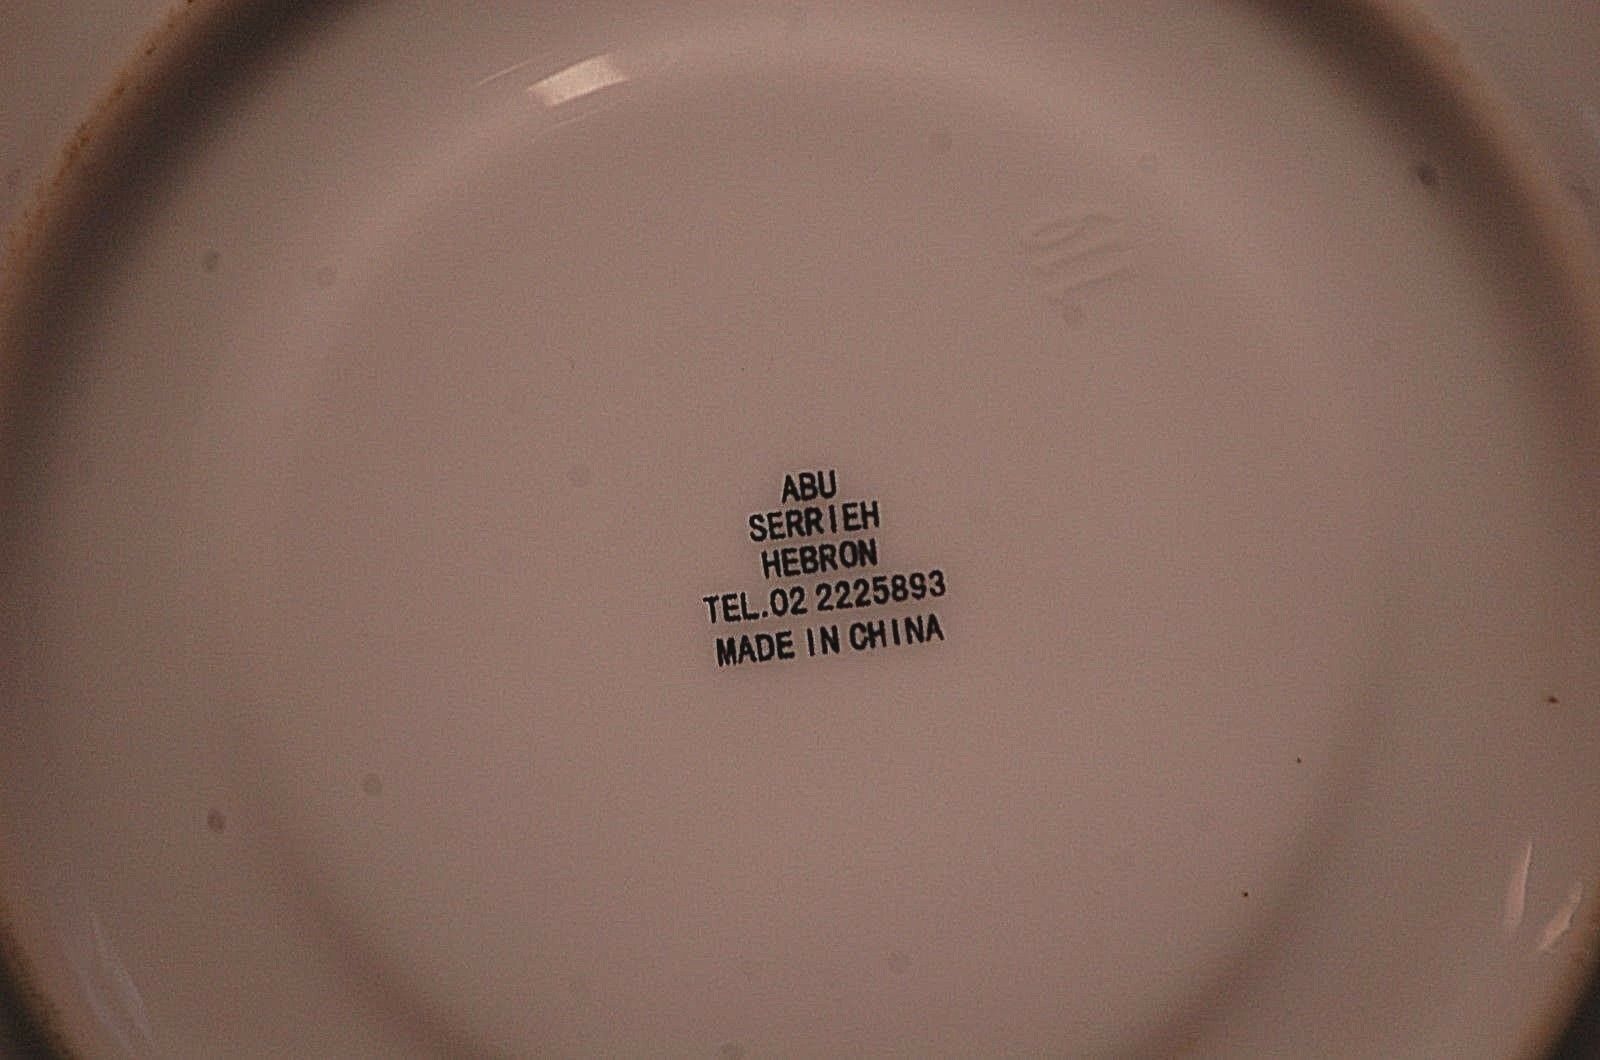 ABU
SERRIEH
HEBRON
TEL.02 2225893
MADE IN CHINA